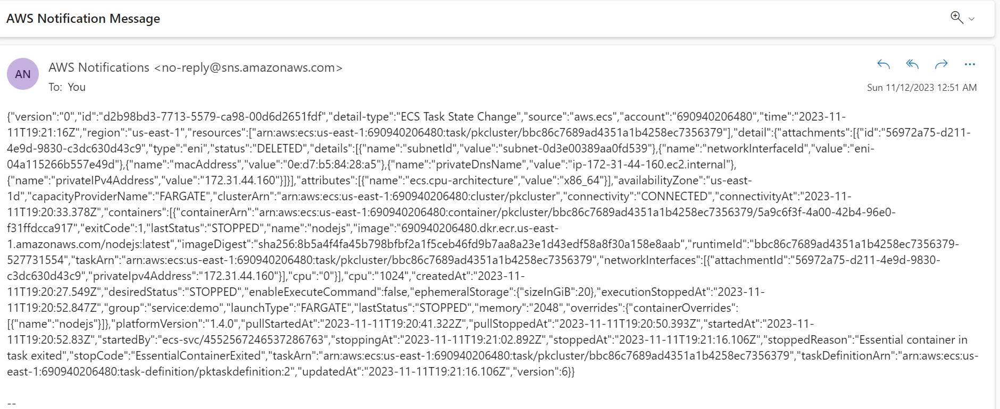 AWS Notification Message
AN
AWS Notifications <no-reply@sns.amazonaws.com>
To: You
Sun 11/12/2023 12:51 AM
{"version":"0","id":"d2b98bd3-7713-5579-ca98-00d6d2651fdf","detail-type":"ECS Task State Change","source":"aws.ecs","account":"690940206480","time":"2023-11-
11T19:21:16Z","region":"us-east-1","resources":["arn:aws:ecs:us-east-1:690940206480:task/pkcluster/bbc86c7689ad4351a1b4258ec7356379"],"detail":{"attachments":[{"id":"56972a75-d211-
4e9d-9830-c3dc630d43c9","type":"eni","status":"DELETED","details":[{"name":"subnetId","value":"subnet-0d3e00389aa0fd539"},{"name":"networkInterfaceId","value":"eni-
04a115266b557e49d"},{"name":"macAddress","value":"0e:d7:b5:84:28:a5"},{"name":"privateDnsName","value":"ip-172-31-44-160.ec2.internal"},
{"name":"privateIPv4Address","value":"172.31.44.160"}]}],"attributes":[{"name":"ecs.cpu-architecture","value":"x86_64"}],"availabilityZone":"us-east-
1d","capacityProviderName":"FARGATE","clusterArn":"arn:aws:ecs:us-east-1:690940206480:cluster/pkcluster","connectivity":"CONNECTED","connectivityAt":"2023-11-
11T19:20:33.378Z","containers":[{"containerArn":"arn:aws:ecs:us-east-1:690940206480:container/pkcluster/bbc86c7689ad4351a1b4258ec7356379/5a9c6f3f-4a00-42b4-96e0-
f31ffdcca917","exitCode":1,"lastStatus":"STOPPED","name":"nodejs","image":"690940206480.dkr.ecr.us-east-
1.amazonaws.com/nodejs:latest","imageDigest":"sha256:8b5a4f4fa45b798bfbf2a1f5ceb46fd9b7aa8a23e1d43edf58a8f30a158e8aab","runtimeId":"bbc86c7689ad4351a1b4258ec7356379-
527731554","taskArn":"arn:aws:ecs:us-east-1:690940206480:task/pkcluster/bbc86c7689ad4351a1b4258ec7356379","networkInterfaces":[{"attachmentId":"56972a75-d211-4e9d-9830-
c3dc630d43c9","privateIpv4Address":"172.31.44.160"}],"cpu":"0"}],"cpu":"1024","createdAt":"2023-11-
11T19:20:27.549Z","desiredStatus":"STOPPED","enableExecuteCommand":false,"ephemeralStorage":{"sizeInGiB":20},"executionStoppedAt":"2023-11-
11T19:20:52.847Z","group":"service:demo","launchType":"FARGATE","lastStatus":"STOPPED","memory":"2048","overrides":{"containerOverrides":
[{"name":"nodejs"}]},"platformVersion":"1.4.0","pullStartedAt":"2023-11-11T19:20:41.322Z","pullStoppedAt":"2023-11-11T19:20:50.393Z","startedAt":"2023-11-
11T19:20:52.83Z","startedBy":"ecs-svc/4552567246537286763","stoppingAt":"2023-11-11T19:21:02.892Z","stoppedAt":"2023-11-11T19:21:16.106Z","stoppedReason":"Essential container in
task exited","stopCode":"EssentialContainerExited","taskArn":"arn:aws:ecs:us-east-1:690940206480:task/pkcluster/bbc86c7689ad4351a1b4258ec7356379","taskDefinitionArn":"arn:aws:ecs:us-
east-1:690940206480:task-definition/pktaskdefinition:2","updatedAt":"2023-11-11T19:21:16.106Z","version":6}}
--